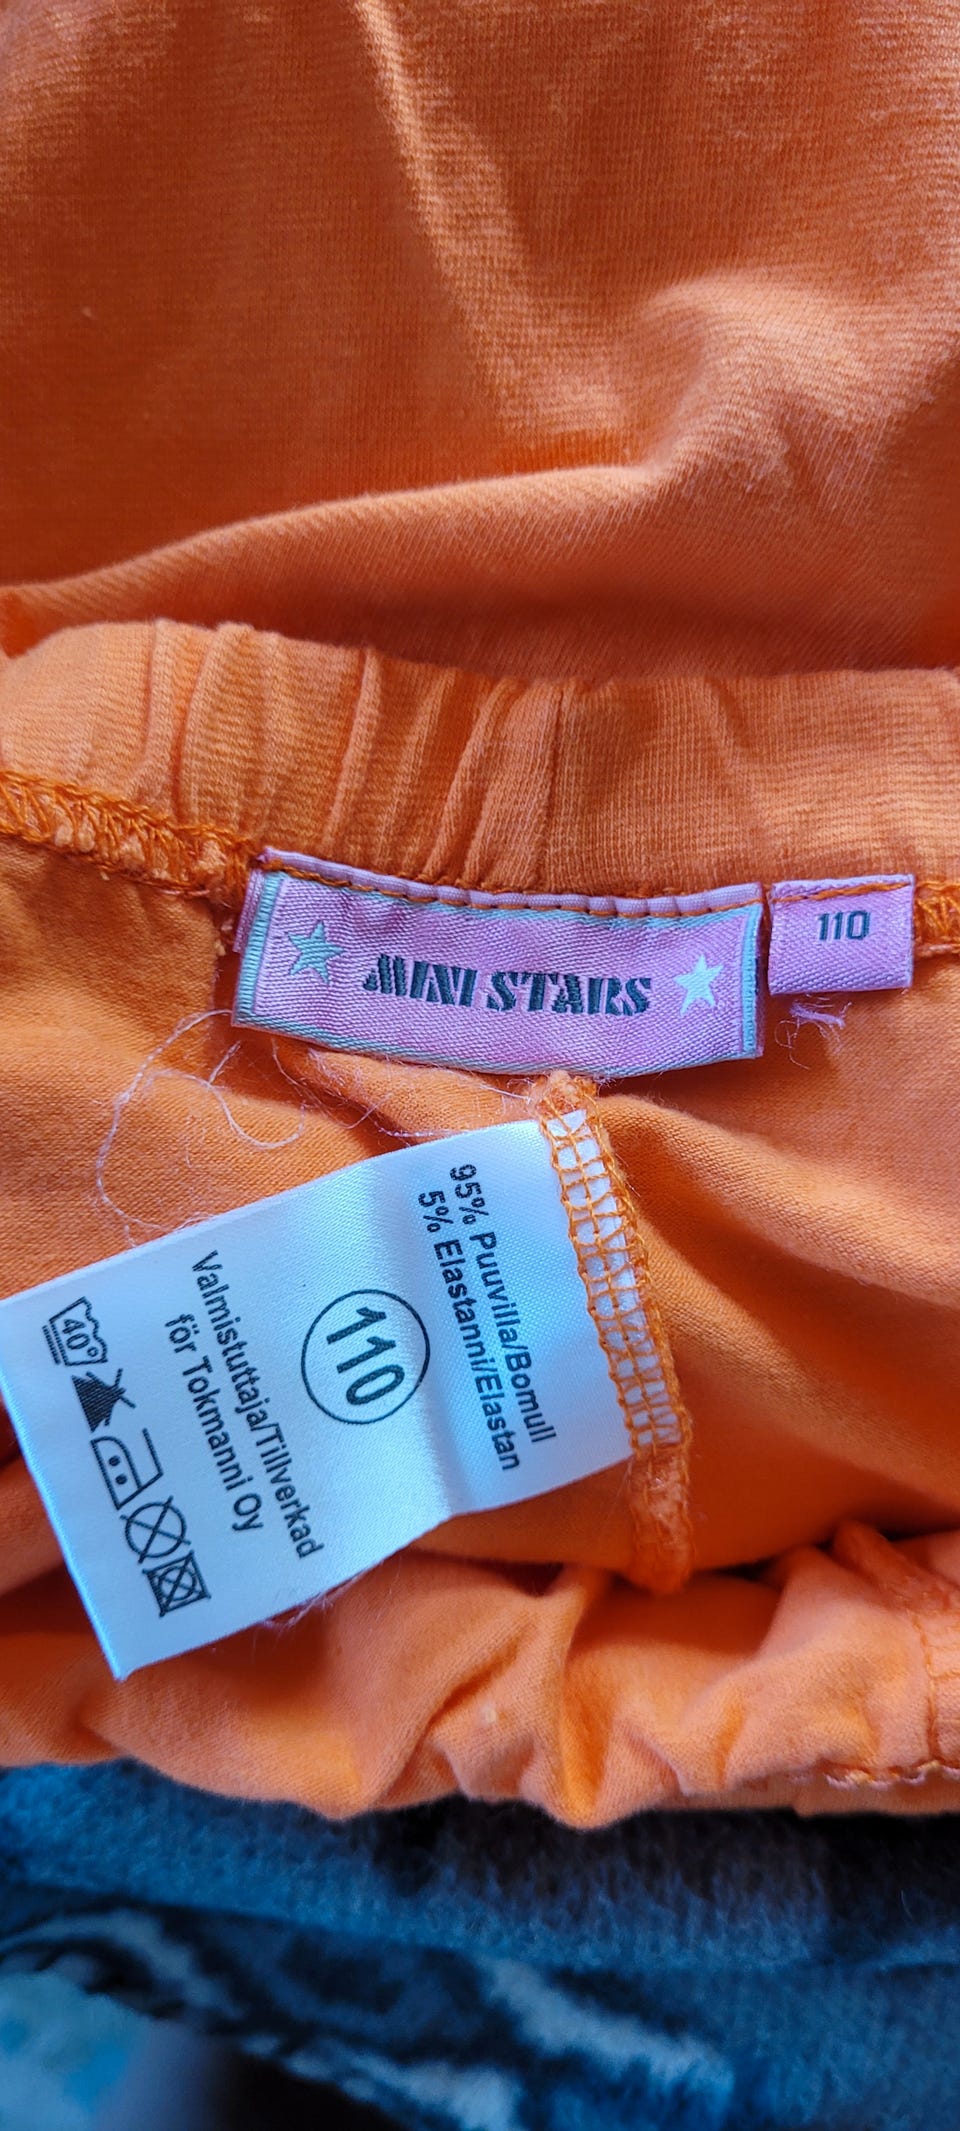 MINI STARS
110
95% Puuvilla/Bomull
5% Elastanni/Elastan
110
Valmistuttaja/Tillverkad
för Tokmanni Oy
40°